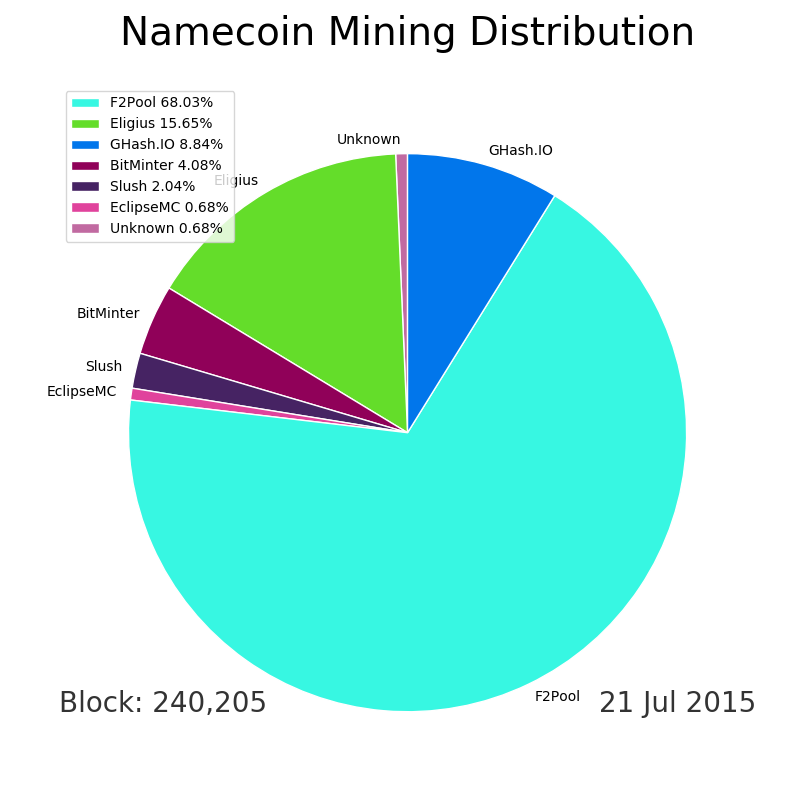 Namecoin Mining Distribution
F2Pool 68.03%
Eligius 15.65%
GHash.IO 8.84%
BitMinter 4.08%
Slush 2.04%
EclipseMC 0.68%
Unknown 0.68%
Unknown
GHash.IO
Eligius
BitMinter
Slush
EclipseMC
F2Pool
Block: 240,205
21 Jul 2015